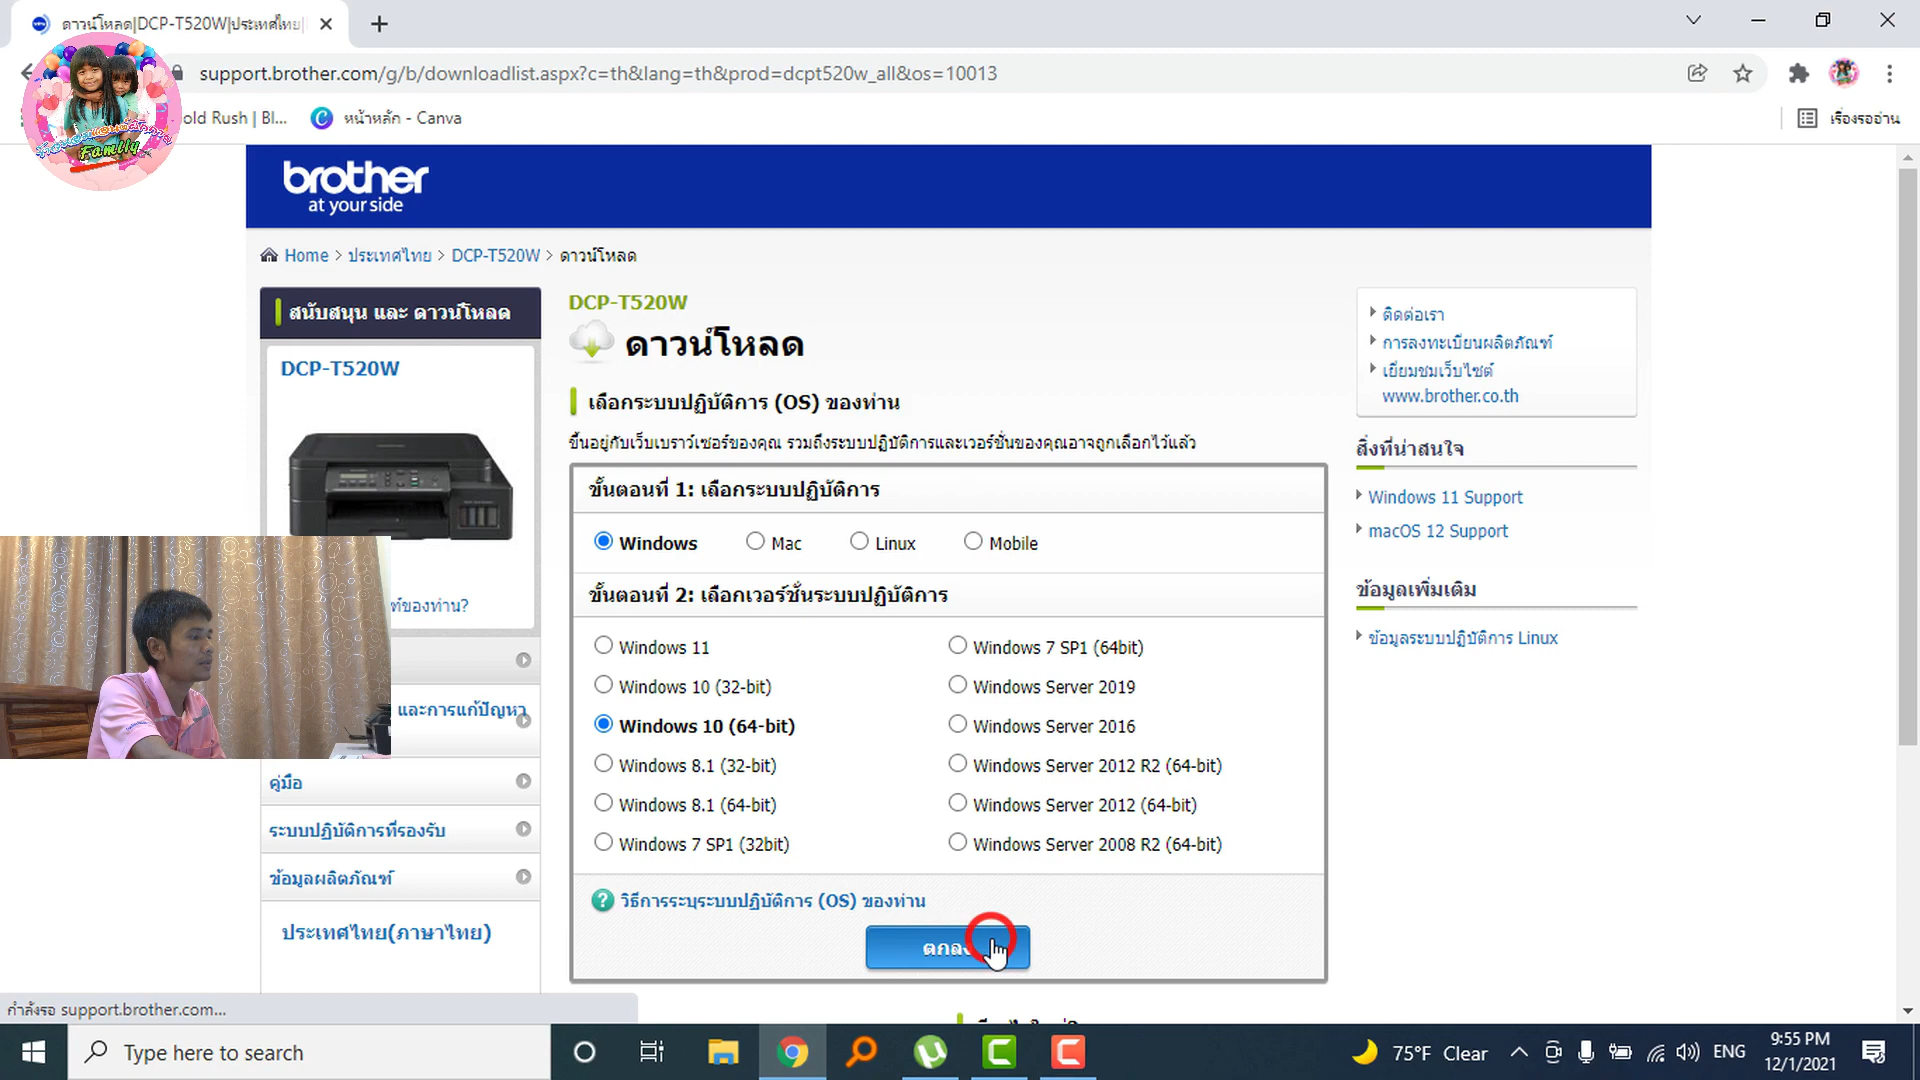 ดาวน์โหลด|DCP-T520W|ประเทศไทย|
support.brother.com/g/b/downloadlist.aspx?c=th&lang=th&prod=dcpt520w_all&os=10013
old Rush | Bl...
หน้าหลัก - Canva
เรื่องรออ่าน
Family
brother
at your side
Home > ประเทศไทย > DCP-T520W > ดาวน์โหลด
สนับสนุน และ ดาวน์โหลด
DCP-T520W
ฑ์ของท่าน?
และการแก้ปัญหา
คู่มือ
ระบบปฏิบัติการที่รองรับ
ข้อมูลผลิตภัณฑ์
ประเทศไทย(ภาษาไทย)
DCP-T520W
ดาวน์โหลด
เลือกระบบปฏิบัติการ (OS) ของท่าน
ขึ้นอยู่กับเว็บเบราว์เซอร์ของคุณ รวมถึงระบบปฏิบัติการและเวอร์ชั่นของคุณอาจถูกเลือกไว้แล้ว
ขั้นตอนที่ 1: เลือกระบบปฏิบัติการ
Windows
Mac
Linux
Mobile
ขั้นตอนที่ 2: เลือกเวอร์ชั่นระบบปฏิบัติการ
Windows 11
Windows 10 (32-bit)
Windows 10 (64-bit)
Windows 8.1 (32-bit)
Windows 8.1 (64-bit)
Windows 7 SP1 (32bit)
Windows 7 SP1 (64bit)
Windows Server 2019
Windows Server 2016
Windows Server 2012 R2 (64-bit)
Windows Server 2012 (64-bit)
Windows Server 2008 R2 (64-bit)
? วิธีการระบุระบบปฏิบัติการ (OS) ของท่าน
ตกลง
ติดต่อเรา
การลงทะเบียนผลิตภัณฑ์
เยี่ยมชมเว็บไซต์
www.brother.co.th
สิ่งที่น่าสนใจ
Windows 11 Support
macOS 12 Support
ข้อมูลเพิ่มเติม
ข้อมูลระบบปฏิบัติการ Linux
กำลังรอ support.brother.com...
Type here to search
75°F Clear
ENG
9:55 PM
12/1/2021